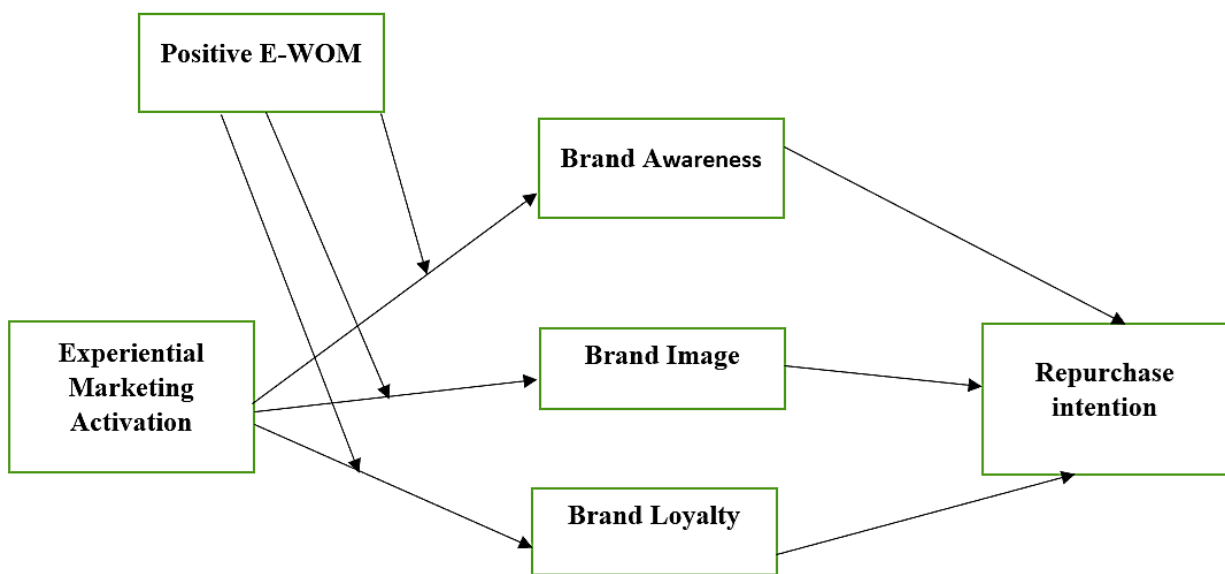 Positive E-WOM
Brand Awareness
Experiential
Marketing
Activation
Brand Image
Repurchase
intention
Brand Loyalty